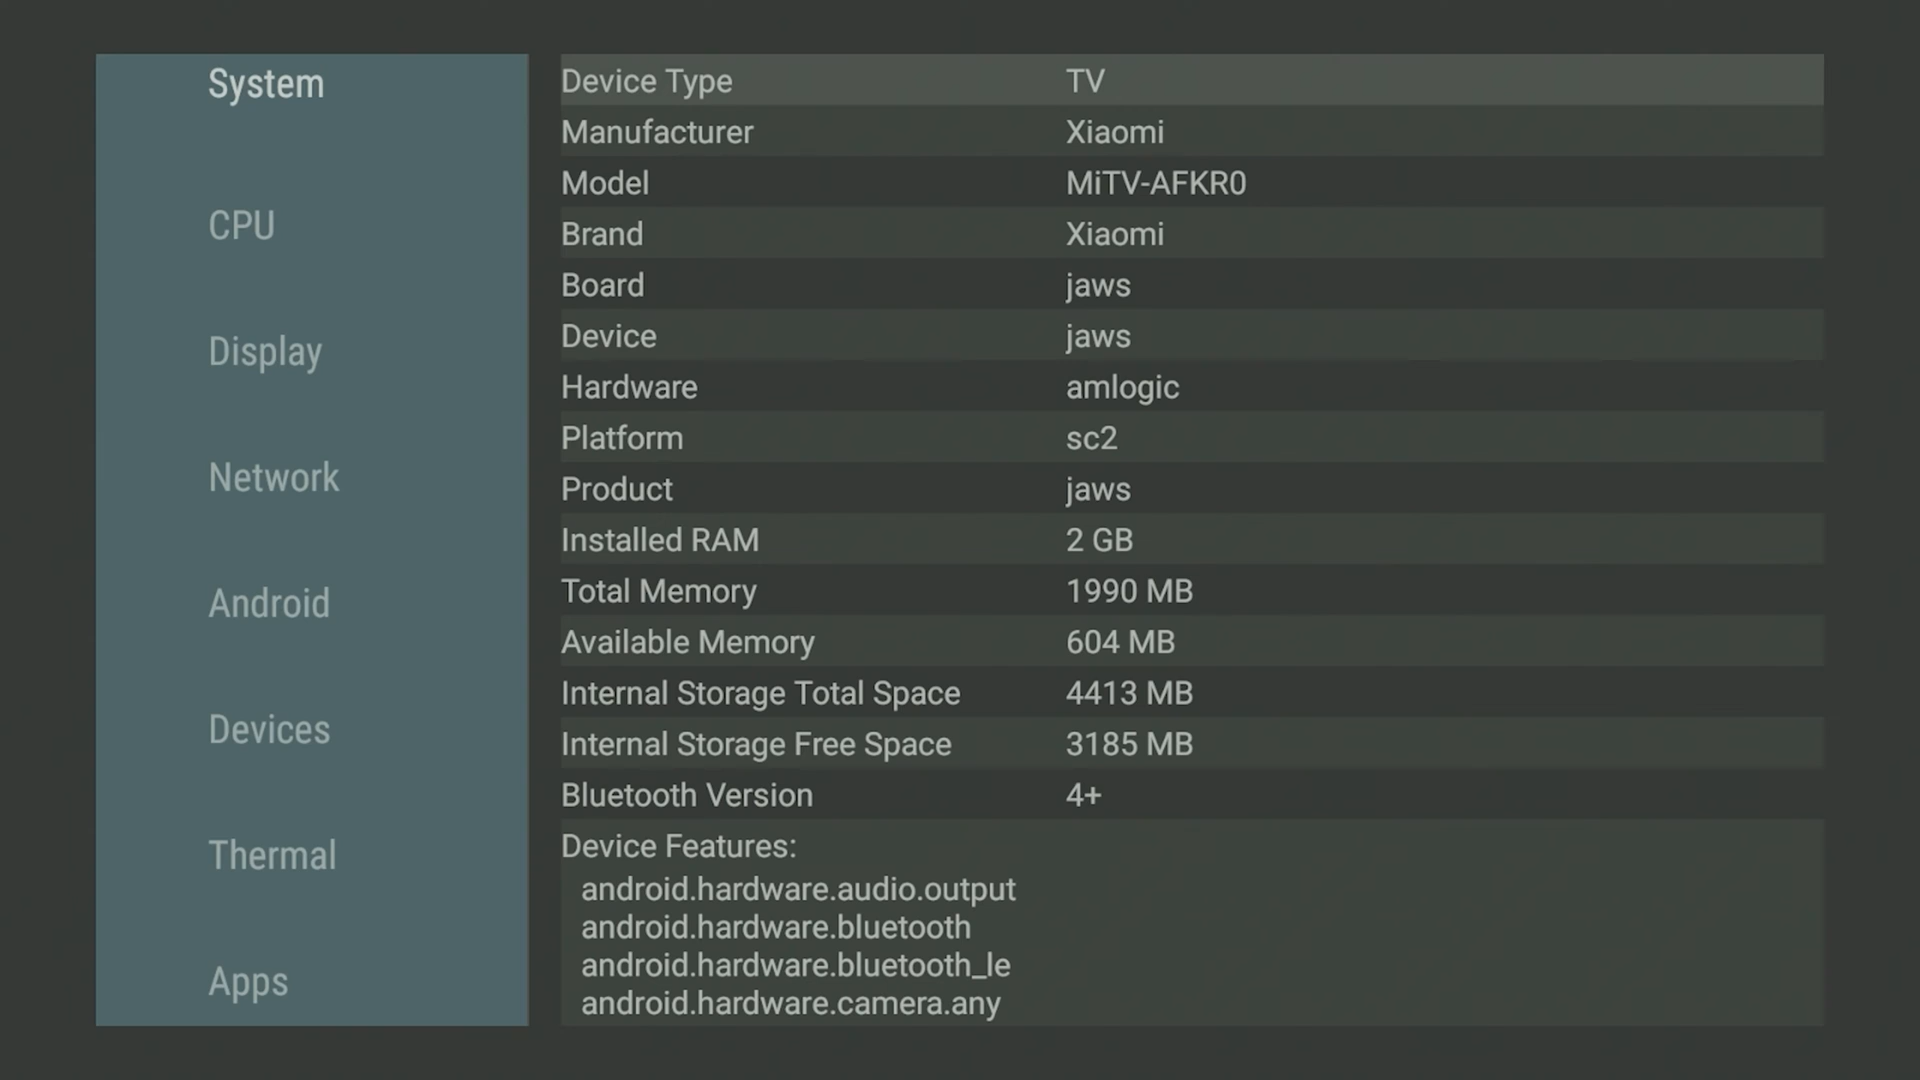 System
CPU
Display
Network
Android
Devices
Thermal
Apps
Device Type TV
Manufacturer Xiaomi
Model MiTV-AFKR0
Brand Xiaomi
Board jaws
Device jaws
Hardware amlogic
Platform sc2
Product jaws
Installed RAM 2 GB
Total Memory 1990 MB
Available Memory 604 MB
Internal Storage Total Space 4413 MB
Internal Storage Free Space 3185 MB
Bluetooth Version 4+
Device Features:
android.hardware.audio.output
android.hardware.bluetooth
android.hardware.bluetooth_le
android.hardware.camera.any